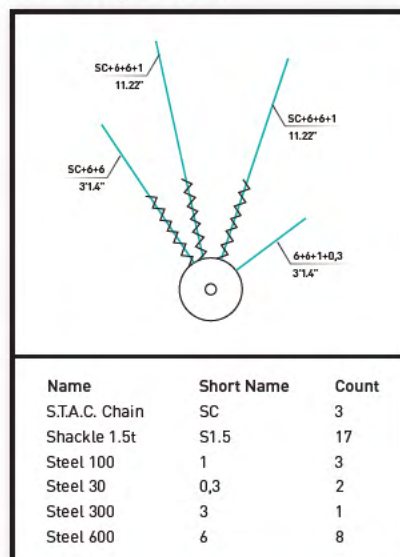 SC+6+6+1
11.22"
SC+6+6+1
11.22"
SC+6+6
3'1.4"
6+6+1+0,3
3'1.4"
Name Short Name Count
S.T.A.C. Chain SC 3
Shackle 1.5t S1.5 17
Steel 100 1 3
Steel 30 0,3 2
Steel 300 3 1
Steel 600 6 8